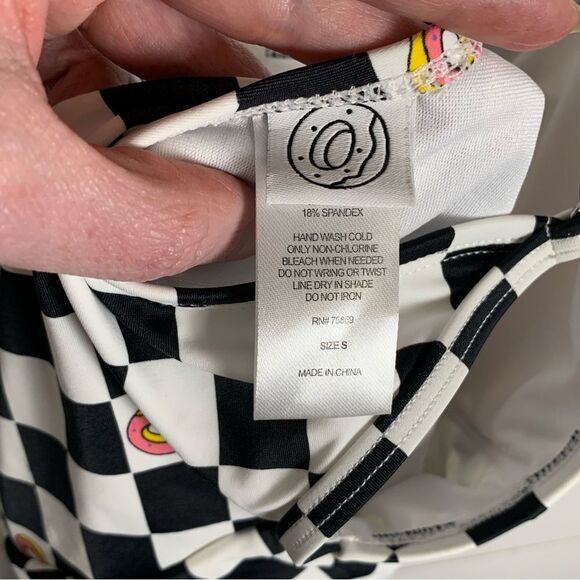 18% SPANDEX
HAND WASH COLD
ONLY NON-CHLORINE
BLEACH WHEN NEEDED
DO NOT WRING OR TWIST
LINE DRY IN SHADE
DO NOT IRON
RN# 75869
SIZE S
MADE IN CHINA